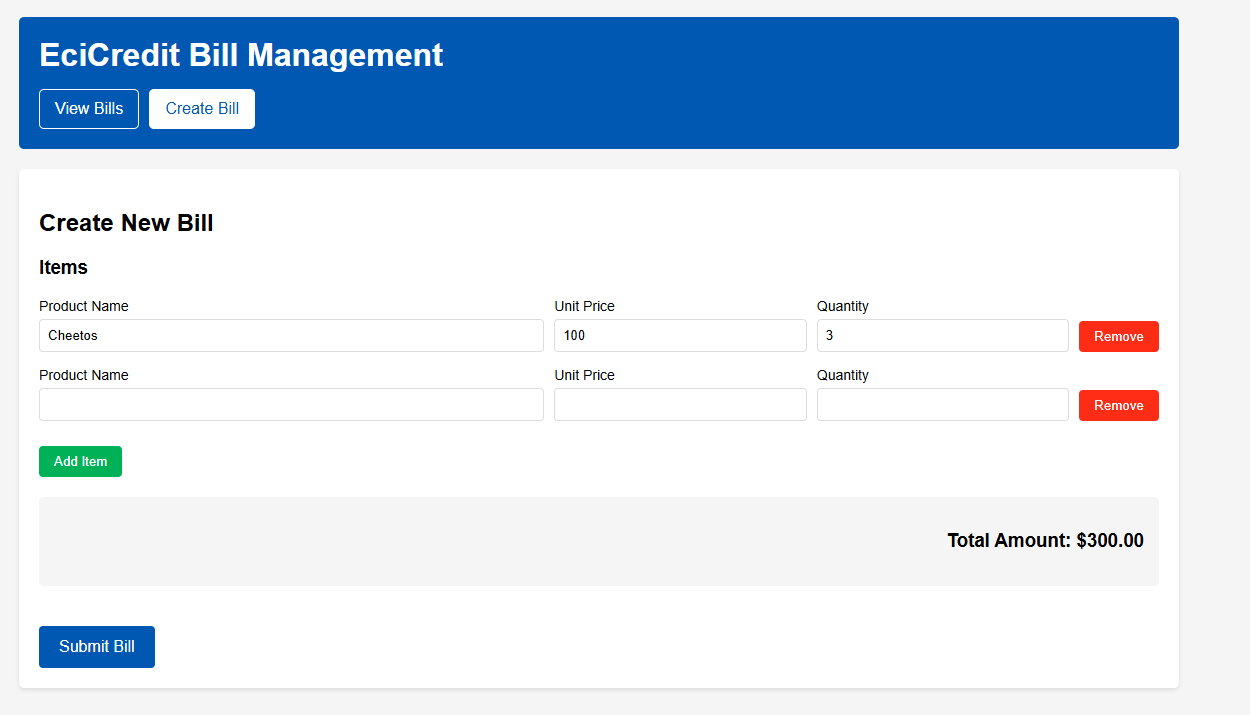 EciCredit Bill Management
View Bills Create Bill
Create New Bill
Items
Product Name Unit Price Quantity
Cheetos 100 3 Remove
Product Name Unit Price Quantity
Remove
Add Item
Total Amount: $300.00
Submit Bill